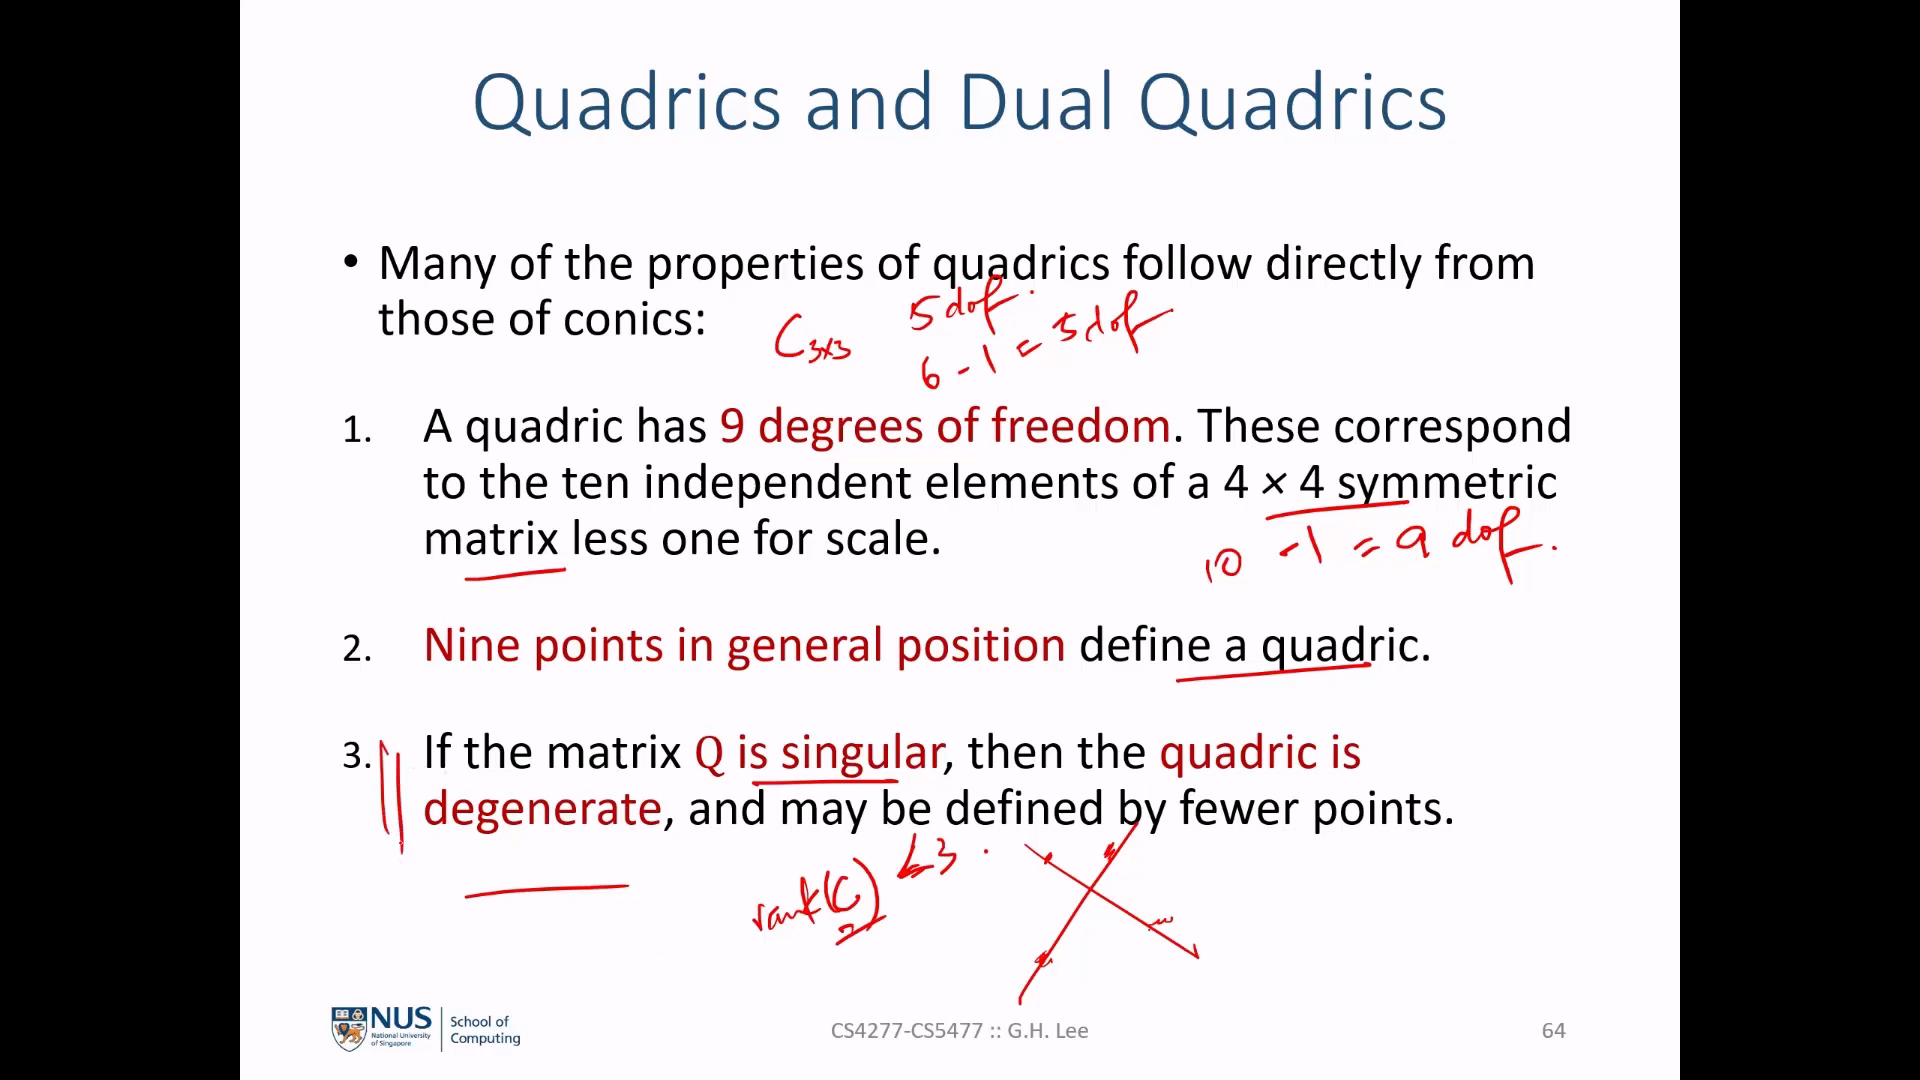 Quadrics and Dual Quadrics
• Many of the properties of quadrics follow directly from
those of conics:
C3x3 5 dof.
6 - 1 = 5 dof
1. A quadric has 9 degrees of freedom. These correspond
to the ten independent elements of a 4 × 4 symmetric
matrix less one for scale.
10 - 1 = 9 dof.
2. Nine points in general position define a quadric.
3. If the matrix Q is singular, then the quadric is
degenerate, and may be defined by fewer points.
rank(C) < 3
NUS
National University
of Singapore
School of
Computing
CS4277-CS5477 :: G.H. Lee
64